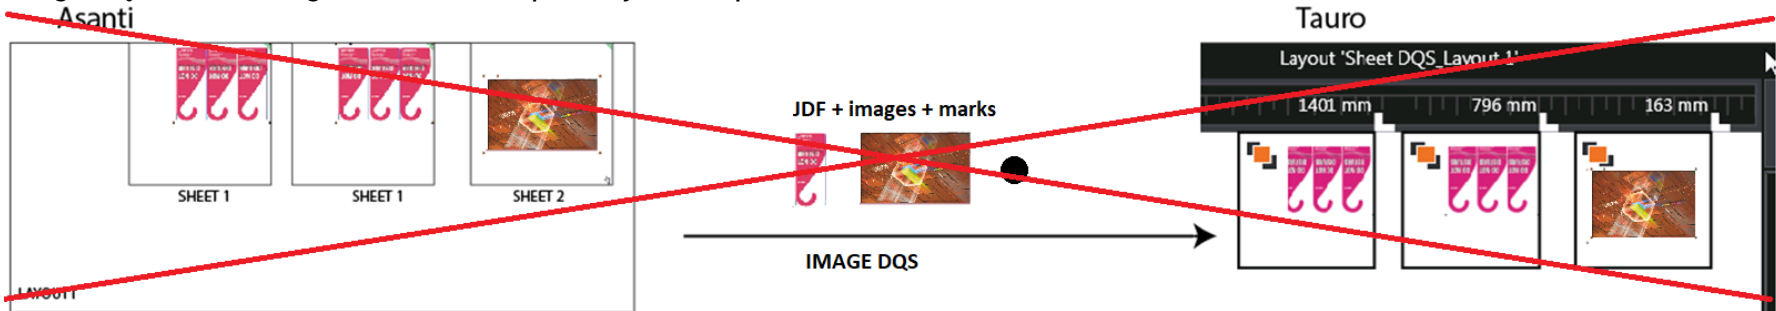 Asanti
Tauro
Layout 'Sheet DQS_Layout 1'
1401 mm
796 mm
163 mm
JDF + images + marks
SHEET 1
SHEET 1
SHEET 2
IMAGE DQS
LAYOUT1